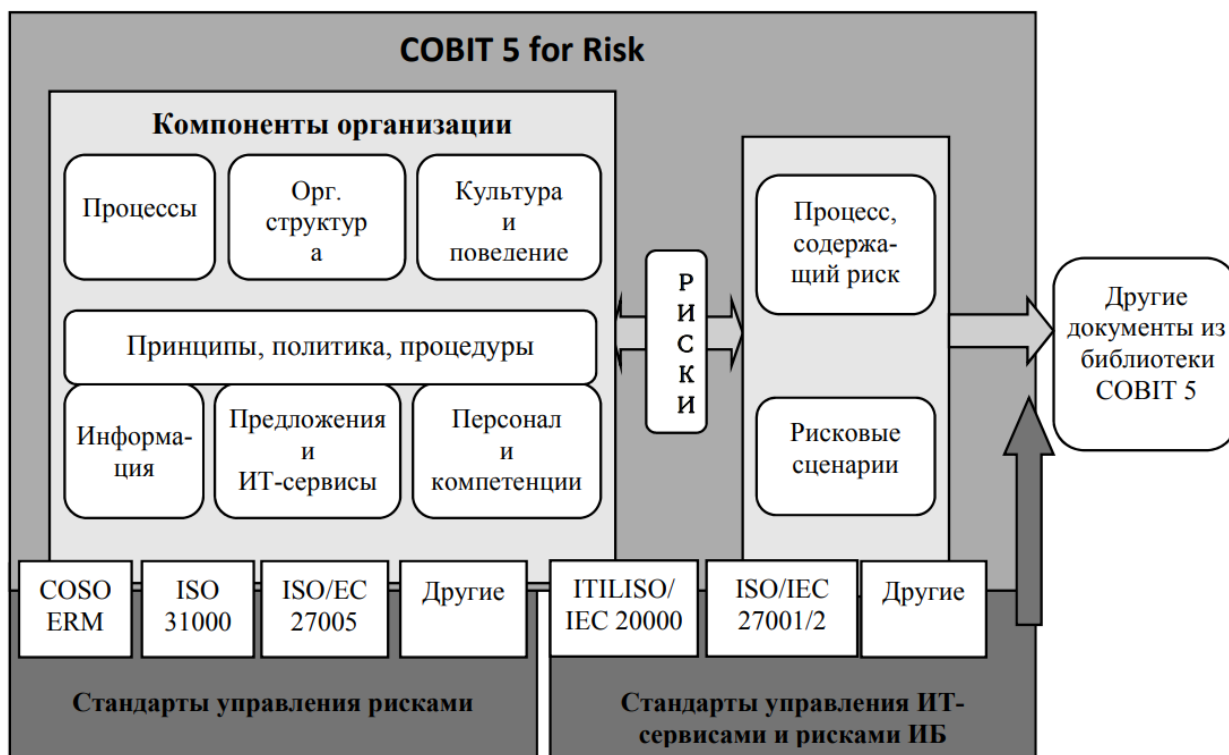 COBIT 5 for Risk
Компоненты организации
Процессы
Орг.
структур
а
Культура
и
поведение
Принципы, политика, процедуры
Информа-
ция
Предложения
и
ИТ-сервисы
Персонал
и
компетенции
Р
И
С
К
И
Процесс,
содержа-
щий риск
Рисковые
сценарии
Другие
документы из
библиотеки
COBIT 5
COSO
ERM
ISO
31000
ISO/EC
27005
Другие
ITILISO/
IEC 20000
ISO/IEC
27001/2
Другие
Стандарты управления рисками
Стандарты управления ИТ-
сервисами и рисками ИБ